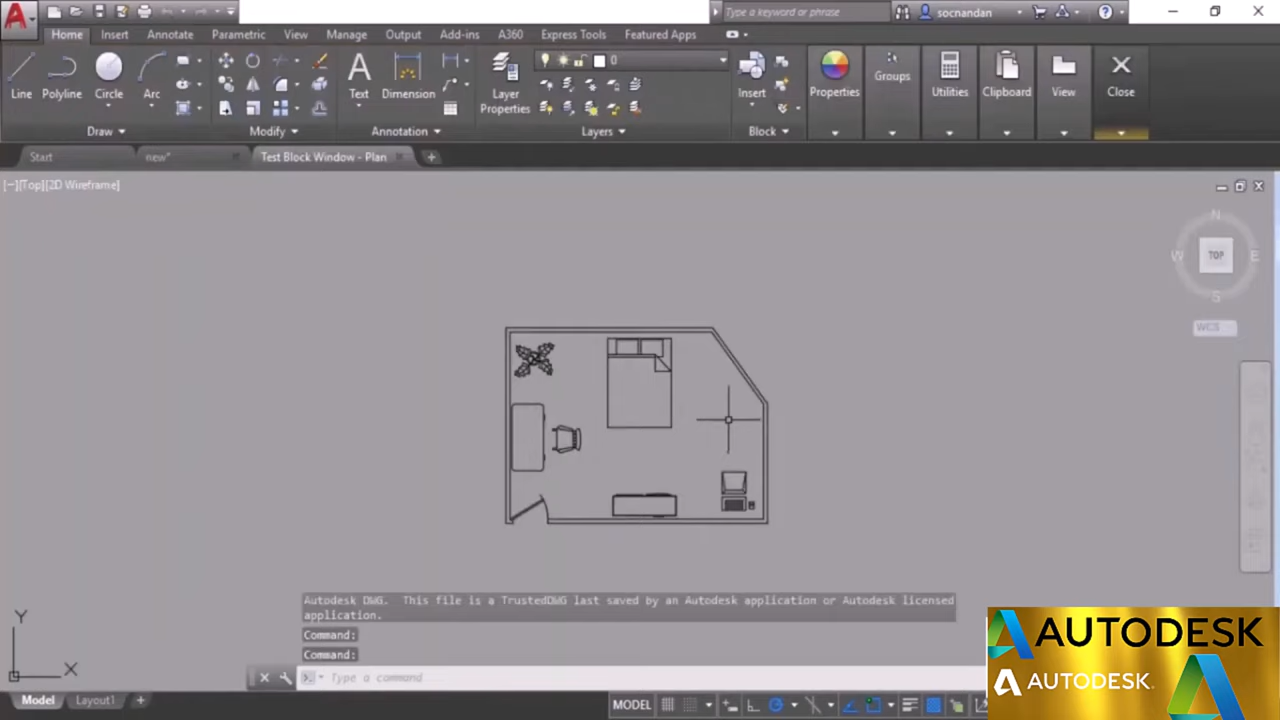 Type a keyword or phrase
socnandan
Home Insert Annotate Parametric View Manage Output Add-ins A360 Express Tools Featured Apps
0
Line Polyline Circle Arc Text Dimension Layer Properties Insert Properties Groups Utilities Clipboard View Close
Draw Modify Annotation Layers Block
Start new* Test Block Window - Plan
[−][Top][2D Wireframe]
N
W TOP E
S
WCS
Autodesk DWG. This file is a TrustedDWG last saved by an Autodesk application or Autodesk licensed
application.
Command:
Command:
Type a command
Y
X
Model Layout1
MODEL
AUTODESK
AUTODESK.